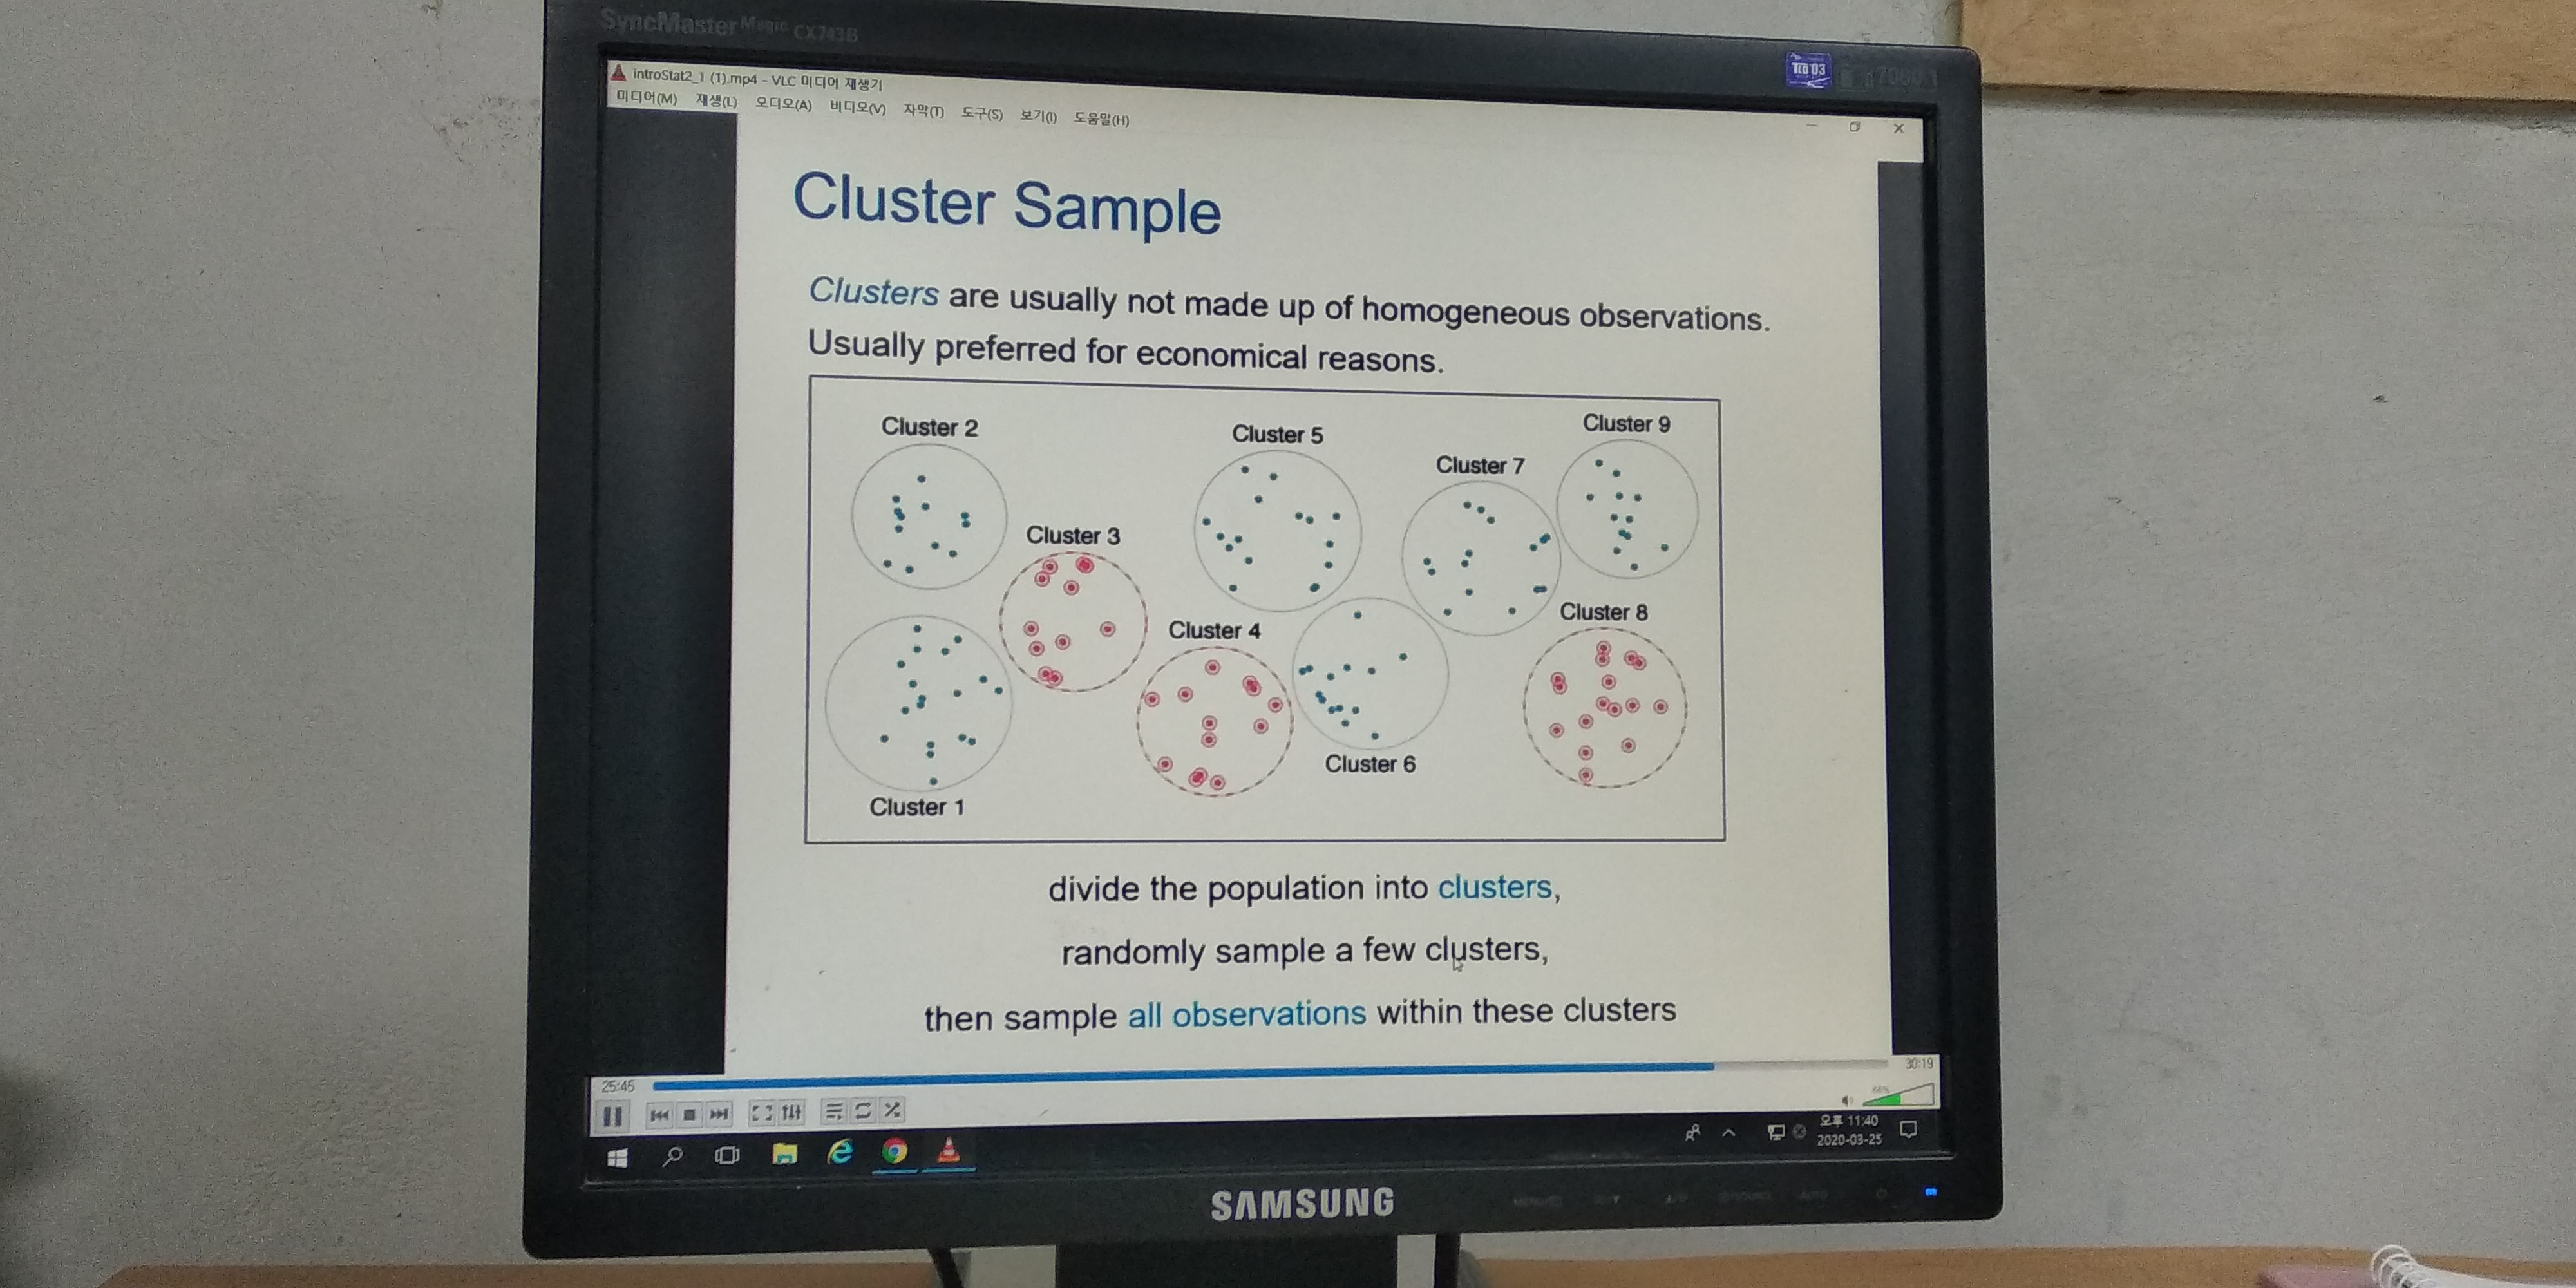 SyncMaster Magic CX743B
TCO'03
introStat2_1 (1).mp4 - VLC 미디어 재생기
미디어(M) 재생(L) 오디오(A) 비디오(V) 자막(T) 도구(S) 보기(I) 도움말(H)
Cluster Sample
Clusters are usually not made up of homogeneous observations.
Usually preferred for economical reasons.
Cluster 2
Cluster 5
Cluster 9
Cluster 7
Cluster 3
Cluster 4
Cluster 8
Cluster 6
Cluster 1
divide the population into clusters,
randomly sample a few clusters,
then sample all observations within these clusters
25:45
30:19
66%
오후 11:40
2020-03-25
SAMSUNG